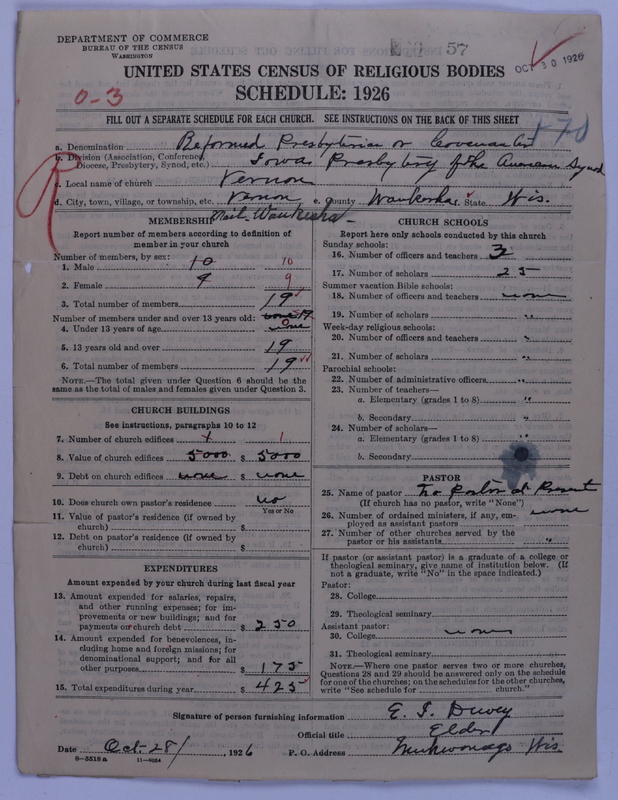 DEPARTMENT OF COMMERCE
BUREAU OF THE CENSUS
WASHINGTON
57
OCT 30 1926
UNITED STATES CENSUS OF RELIGIOUS BODIES
SCHEDULE: 1926
0-3
FILL OUT A SEPARATE SCHEDULE FOR EACH CHURCH. SEE INSTRUCTIONS ON THE BACK OF THIS SHEET
a. Denomination Reformed Presbyterian or Covenanter
b. Division (Association, Conference, Diocese, Presbytery, Synod, etc.) Iowa Presbytery of the American Synod
c. Local name of church Vernon
R
d. City, town, village, or township, etc. Vernon e. County Waukesha State Wis.
Mail. Waukesha
MEMBERSHIP
Report number of members according to definition of member in your church
Number of members, by sex:
1. Male 10 10
2. Female 9 9
3. Total number of members 19
Number of members under and over 13 years old: none 19
4. Under 13 years of age none 0
5. 13 years old and over 19
6. Total number of members 19
NOTE.—The total given under Question 6 should be the same as the total of males and females given under Question 3.
CHURCH BUILDINGS
See instructions, paragraphs 10 to 12
7. Number of church edifices 1 1
8. Value of church edifices 5000 $ 5000
9. Debt on church edifices none $ none
10. Does church own pastor's residence no
Yes or No
11. Value of pastor's residence (if owned by church) $
12. Debt on pastor's residence (if owned by church) $
EXPENDITURES
Amount expended by your church during last fiscal year
13. Amount expended for salaries, repairs, and other running expenses; for improvements or new buildings; and for payments on church debt $ 250
14. Amount expended for benevolences, including home and foreign missions; for denominational support; and for all other purposes $ 175
15. Total expenditures during year $ 425
CHURCH SCHOOLS
Report here only schools conducted by this church
Sunday schools:
16. Number of officers and teachers 3
17. Number of scholars 25
Summer vacation Bible schools:
18. Number of officers and teachers none
19. Number of scholars "
Week-day religious schools:
20. Number of officers and teachers "
21. Number of scholars "
Parochial schools:
22. Number of administrative officers "
23. Number of teachers—
a. Elementary (grades 1 to 8) "
b. Secondary "
24. Number of scholars—
a. Elementary (grades 1 to 8) "
b. Secondary
PASTOR
25. Name of pastor no Pastor at Present
(If church has no pastor, write "None")
26. Number of ordained ministers, if any, employed as assistant pastors none
27. Number of other churches served by the pastor or his assistants "
If pastor (or assistant pastor) is a graduate of a college or theological seminary, give name of institution below. (If not a graduate, write "No" in the space indicated.)
Pastor:
28. College
29. Theological seminary
Assistant pastor:
30. College none
31. Theological seminary
NOTE.—Where one pastor serves two or more churches, Questions 28 and 29 should be answered only on the schedule for one of the churches; on the schedules for the other churches, write "See schedule for church."
Signature of person furnishing information
Official title Elder
Date Oct-28/, 1926 P. O. Address Mukwonago Wis
8-5518a 11-9034